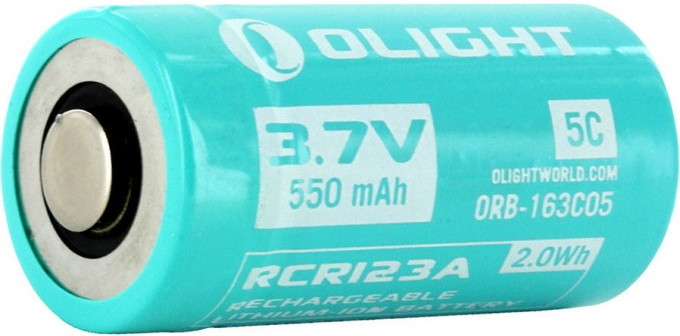 OLIGHT
3.7V
550 mAh
5C
OLIGHTWORLD.COM
ORB-163C05
RCR123A
2.0Wh
RECHARGEABLE
LITHIUM-ION BATTERY